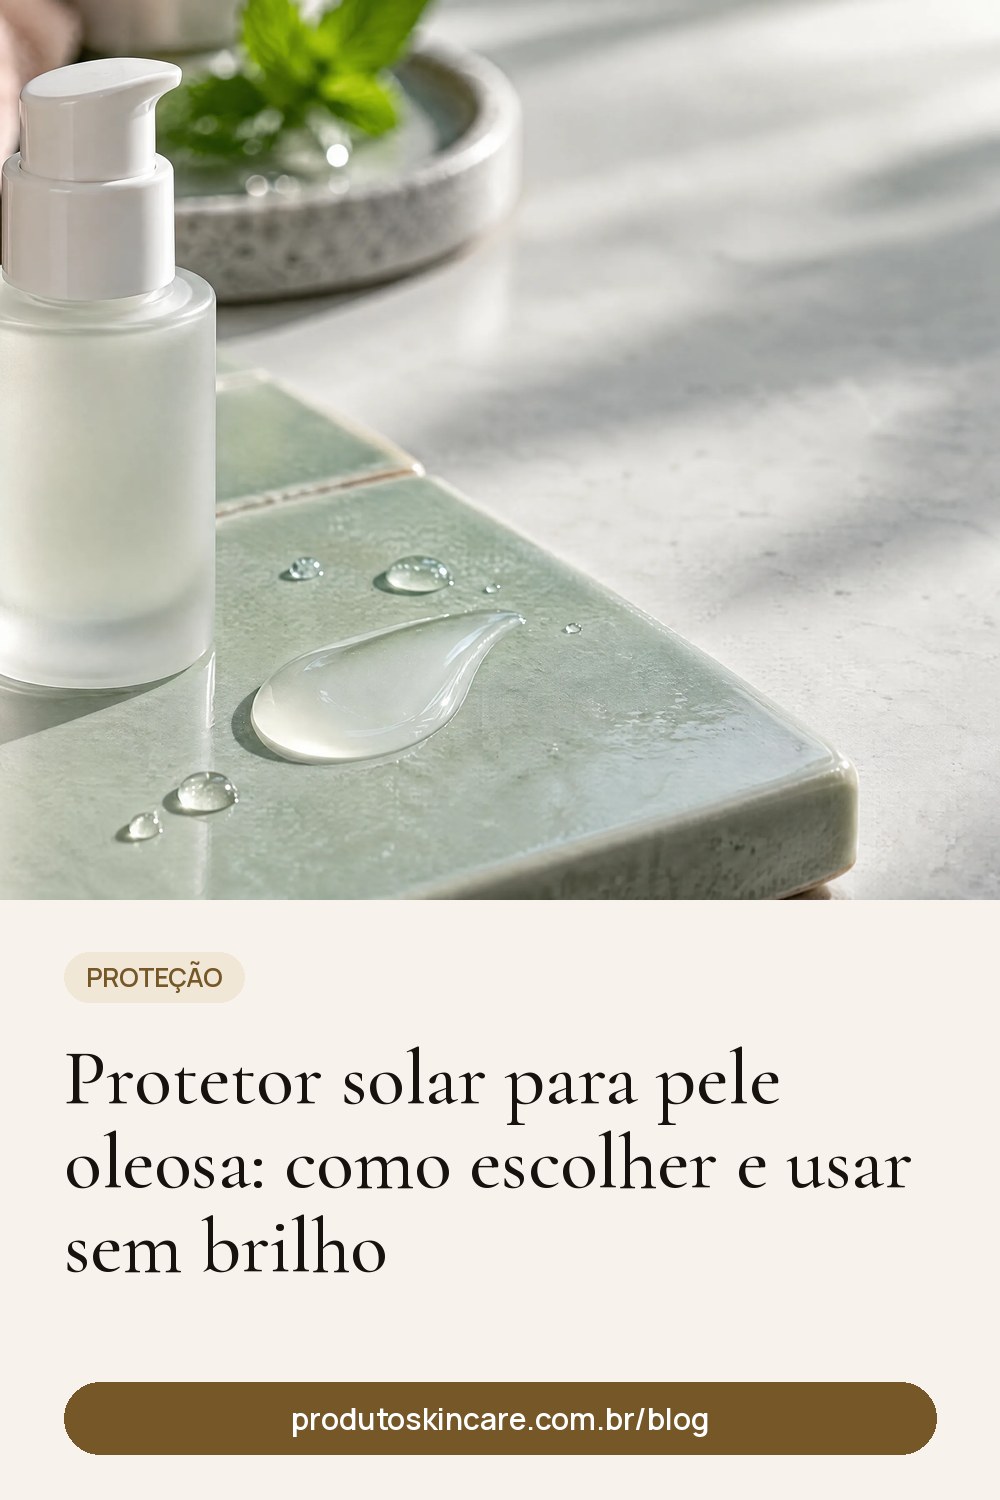 PROTEÇÃO
Protetor solar para pele
oleosa: como escolher e usar
sem brilho
produtoskincare.com.br/blog